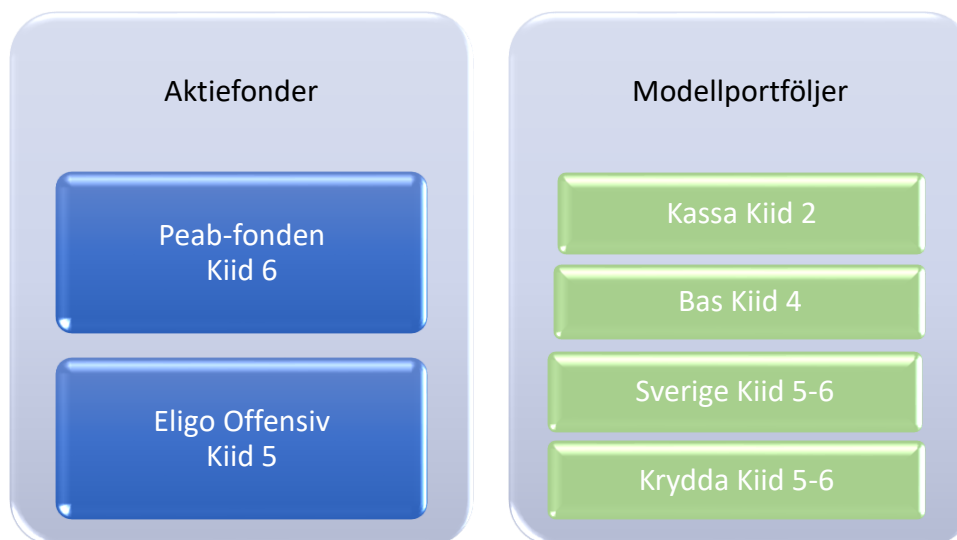 Aktiefonder
Peab-fonden
Kiid 6
Eligo Offensiv
Kiid 5
Modellportföljer
Kassa Kiid 2
Bas Kiid 4
Sverige Kiid 5-6
Krydda Kiid 5-6